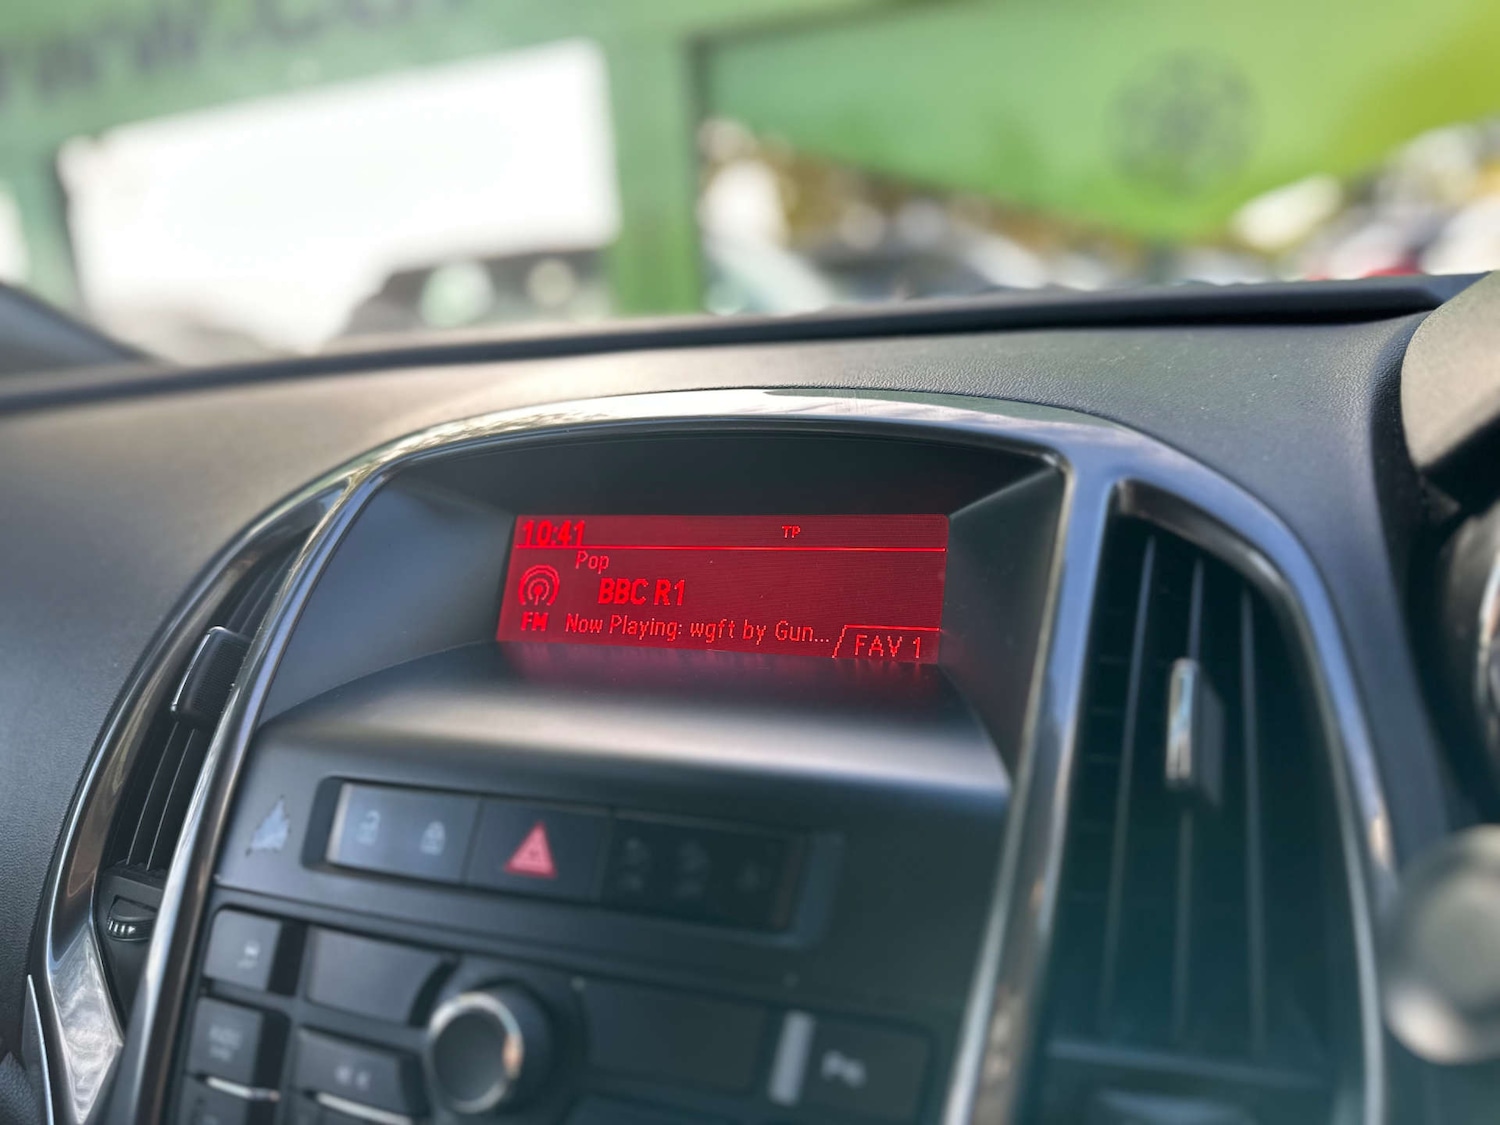 10:41 TP
Pop
BBC R1
FM Now Playing: wgft by Gun...
FAV 1